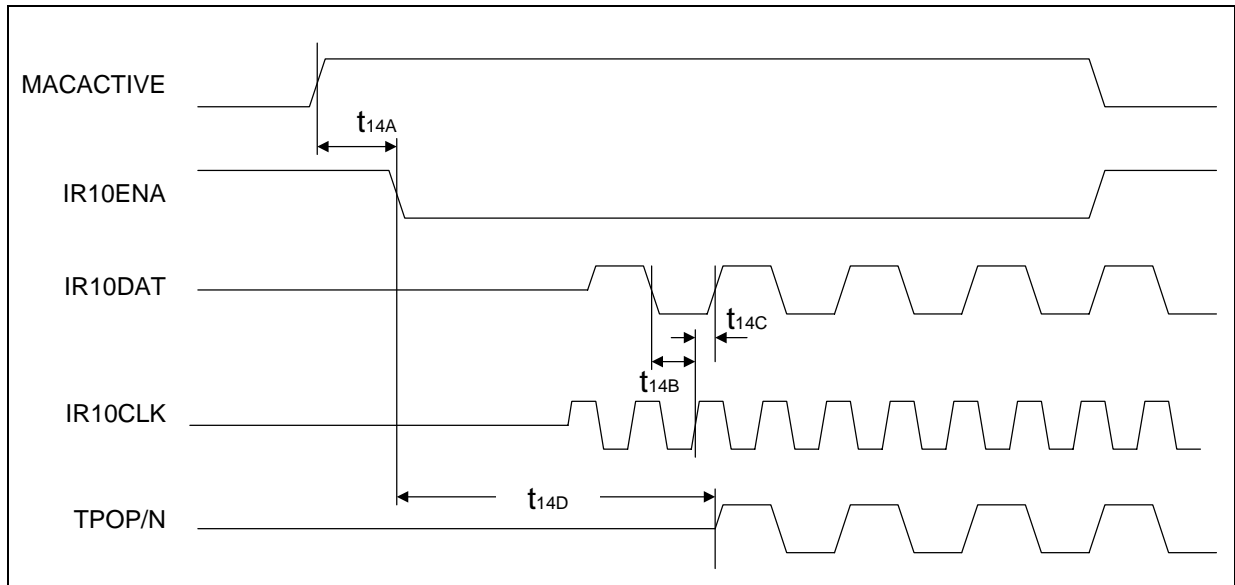 MACACTIVE
t14A
IR10ENA
IR10DAT
t14C
t14B
IR10CLK
t14D
TPOP/N